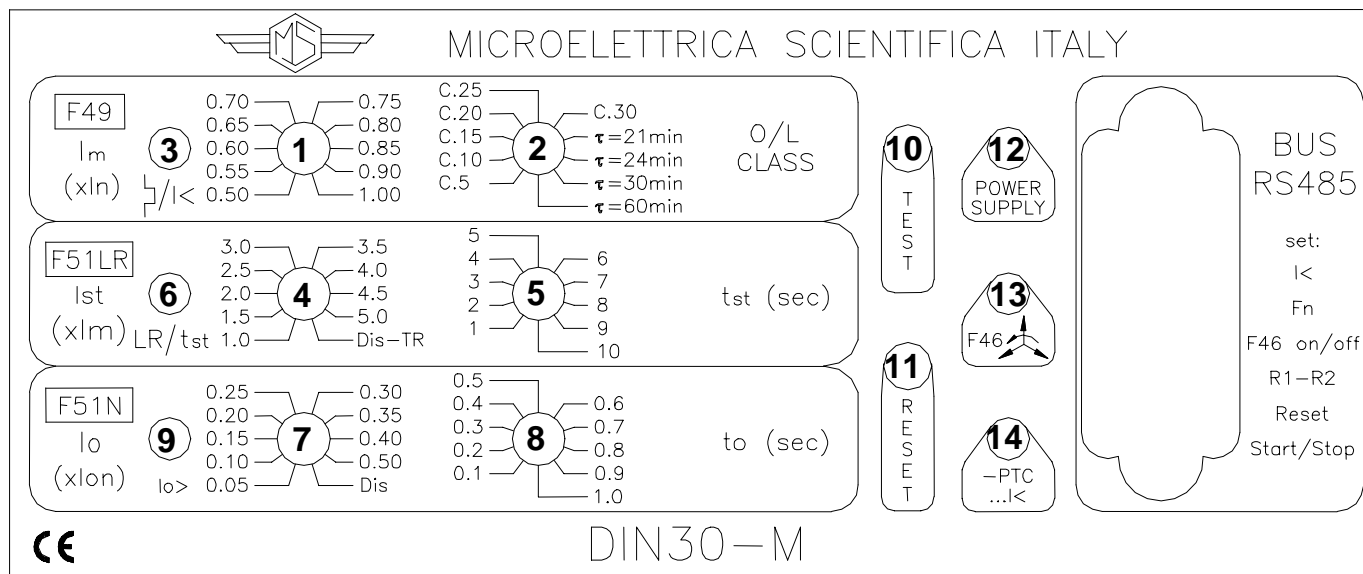 MS MICROELETTRICA SCIENTIFICA ITALY
F49
Im
(xIn)
3
/I<
0.70
0.65
0.60
0.55
0.50
1
0.75
0.80
0.85
0.90
1.00
C.25
C.20
C.15
C.10
C.5
2
C.30
τ=21min
τ=24min
τ=30min
τ=60min
O/L
CLASS
F51LR
Ist
(xIm)
6
LR/tst
3.0
2.5
2.0
1.5
1.0
4
3.5
4.0
4.5
5.0
Dis-TR
5
4
3
2
1
5
6
7
8
9
10
tst (sec)
F51N
Io
(xIon)
9
Io>
0.25
0.20
0.15
0.10
0.05
7
0.30
0.35
0.40
0.50
Dis
0.5
0.4
0.3
0.2
0.1
8
0.6
0.7
0.8
0.9
1.0
to (sec)
10
TEST
11
RESET
12
POWER
SUPPLY
13
F46
14
-PTC
...I<
BUS
RS485
set:
I<
Fn
F46 on/off
R1-R2
Reset
Start/Stop
CE
DIN30-M